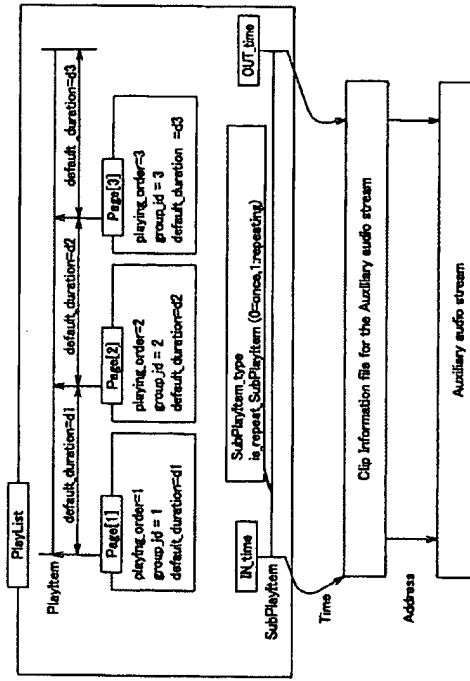 PlayList
PlayItem
default_duration=d1
default_duration=d2
default_duration=d3
Page[1]
playing_order=1
group_id = 1
default_duration=d1
Page[2]
playing_order=2
group_id = 2
default_duration=d2
Page[3]
playing_order=3
group_id = 3
default_duration =d3
SubPlayItem_type
is_repeat_SubPlayItem (0=once,1:repeating)
IN_time
OUT_time
SubPlayItem
Time
Clip Information file for the Auxiliary audio stream
Address
Auxiliary audio stream